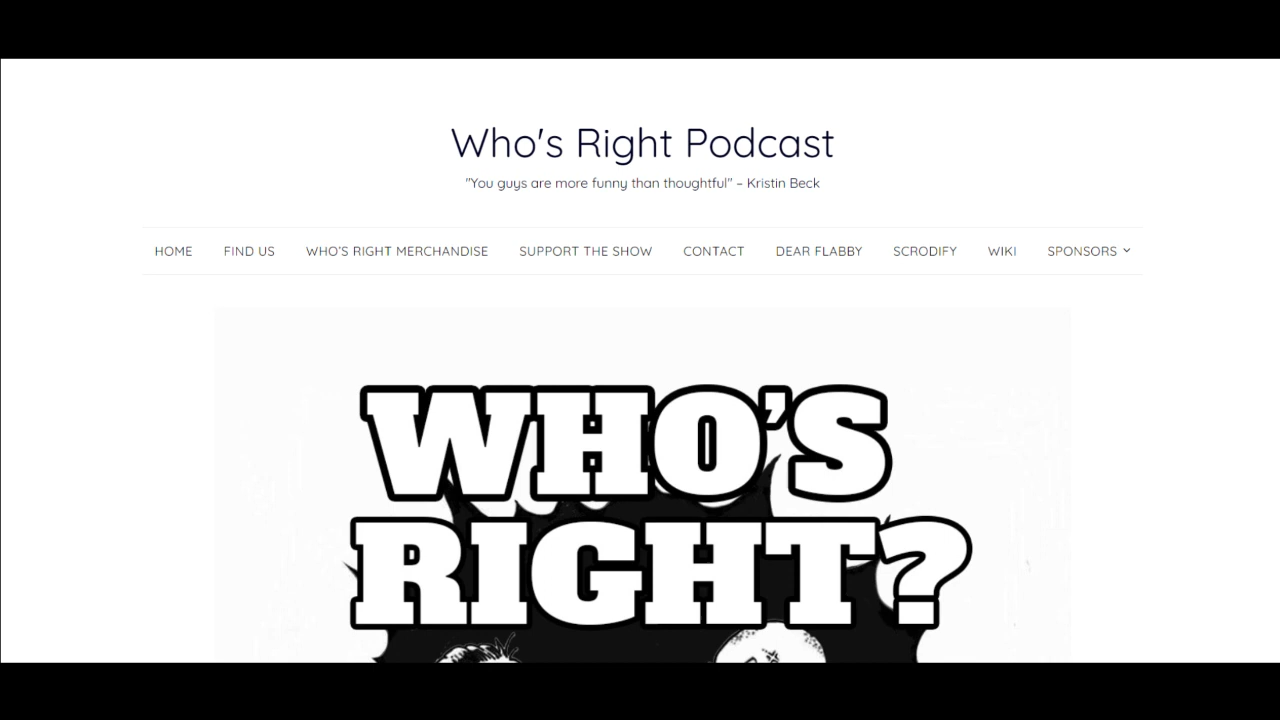 Who's Right Podcast
"You guys are more funny than thoughtful" – Kristin Beck
HOME FIND US WHO'S RIGHT MERCHANDISE SUPPORT THE SHOW CONTACT DEAR FLABBY SCRODIFY WIKI SPONSORS
WHO'S
RIGHT?